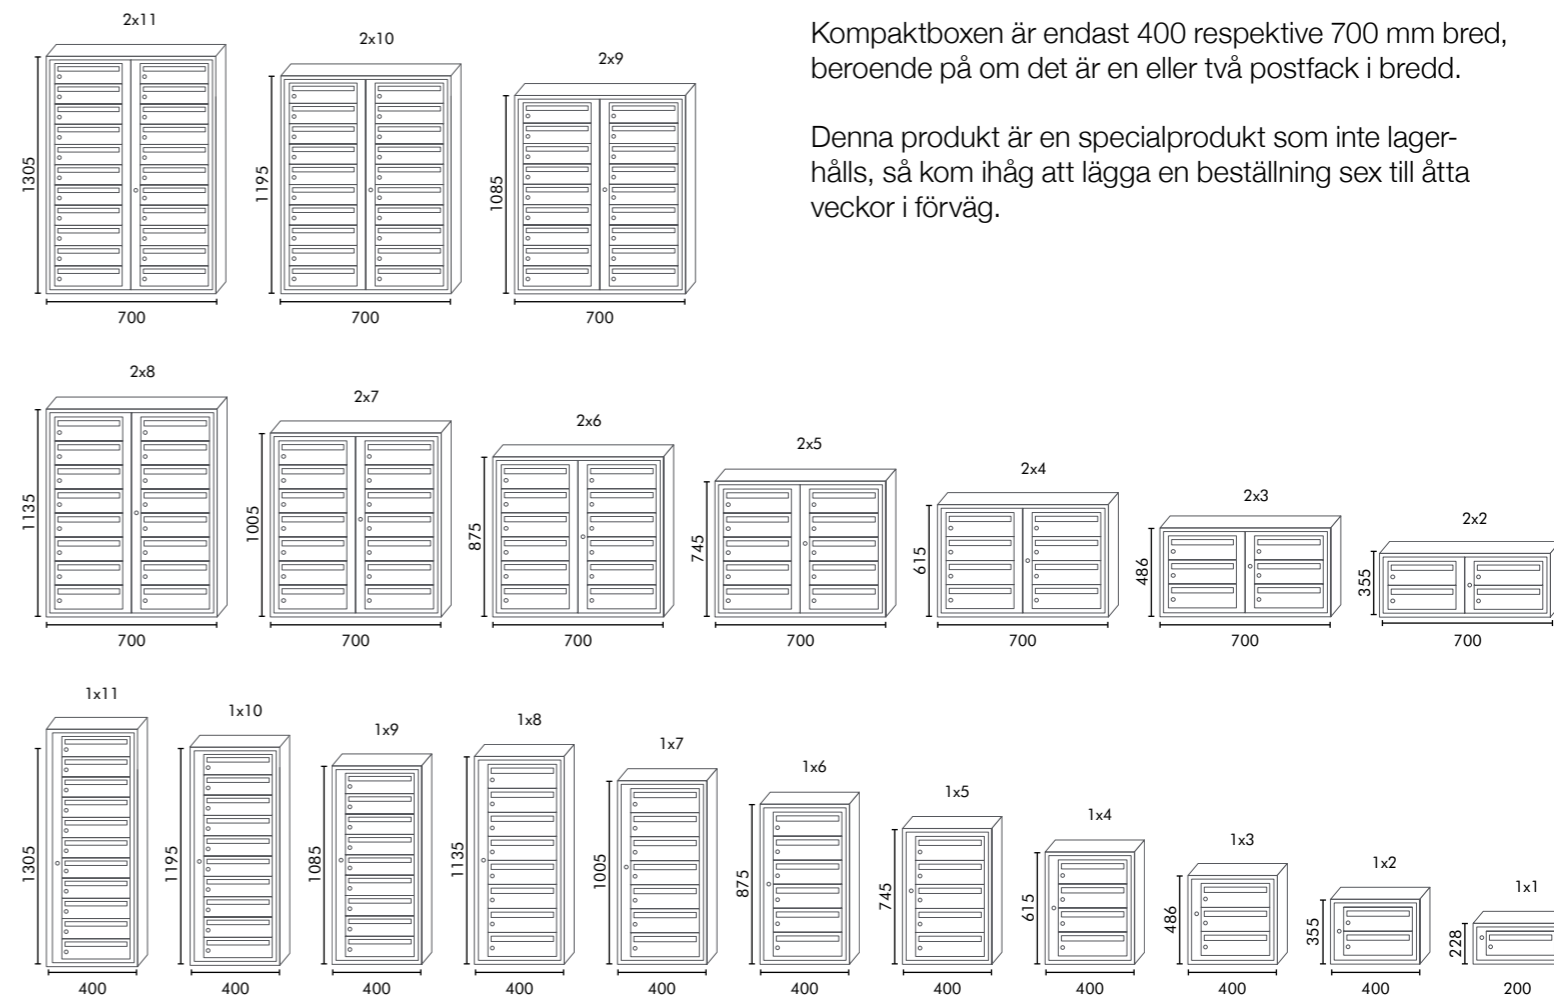 2x11
2x10
2x9
Kompaktboxen är endast 400 respektive 700 mm bred,
beroende på om det är en eller två postfack i bredd.
Denna produkt är en specialprodukt som inte lager-
hålls, så kom ihåg att lägga en beställning sex till åtta
veckor i förväg.
1305
1195
1085
700
700
700
2x8
2x7
2x6
2x5
2x4
2x3
2x2
1135
1005
875
745
615
486
355
700
700
700
700
700
700
700
1x11
1x10
1x9
1x8
1x7
1x6
1x5
1x4
1x3
1x2
1x1
1305
1195
1085
1135
1005
875
745
615
486
355
228
400
400
400
400
400
400
400
400
400
400
200